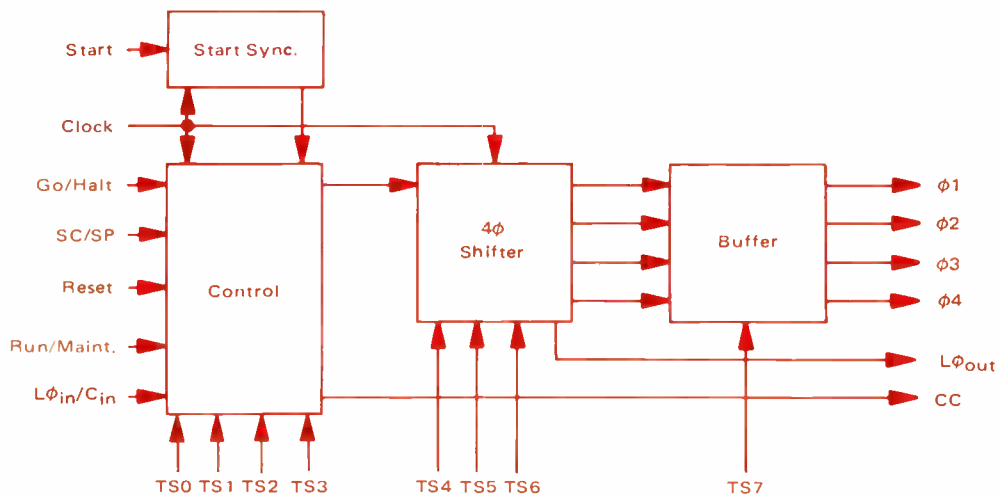 Start
Start Sync.
Clock
Go/Halt
SC/SP
Reset
Run/Maint.
Lϕin/Cin
Control
4ϕ
Shifter
Buffer
ϕ1
ϕ2
ϕ3
ϕ4
Lϕout
CC
TS0 TS1 TS2 TS3 TS4 TS5 TS6 TS7